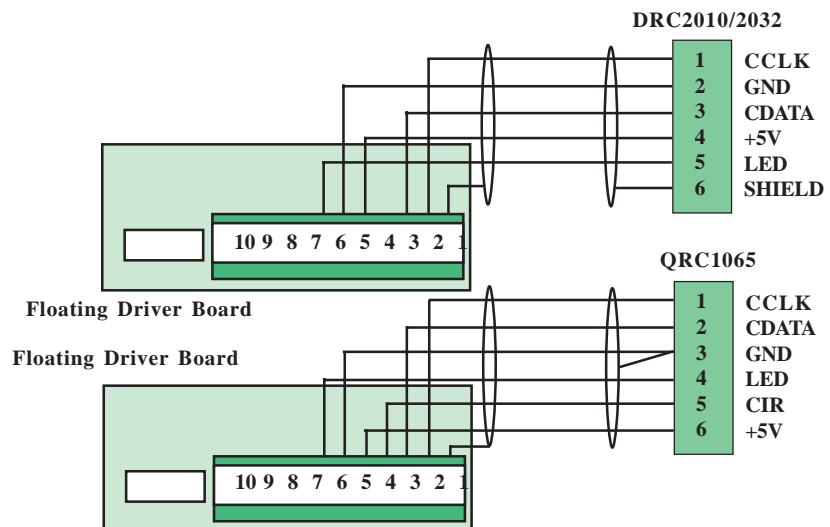 DRC2010/2032
1 CCLK
2 GND
3 CDATA
4 +5V
5 LED
6 SHIELD
10 9 8 7 6 5 4 3 2 1
Floating Driver Board
QRC1065
1 CCLK
2 CDATA
3 GND
4 LED
5 CIR
6 +5V
Floating Driver Board
10 9 8 7 6 5 4 3 2 1